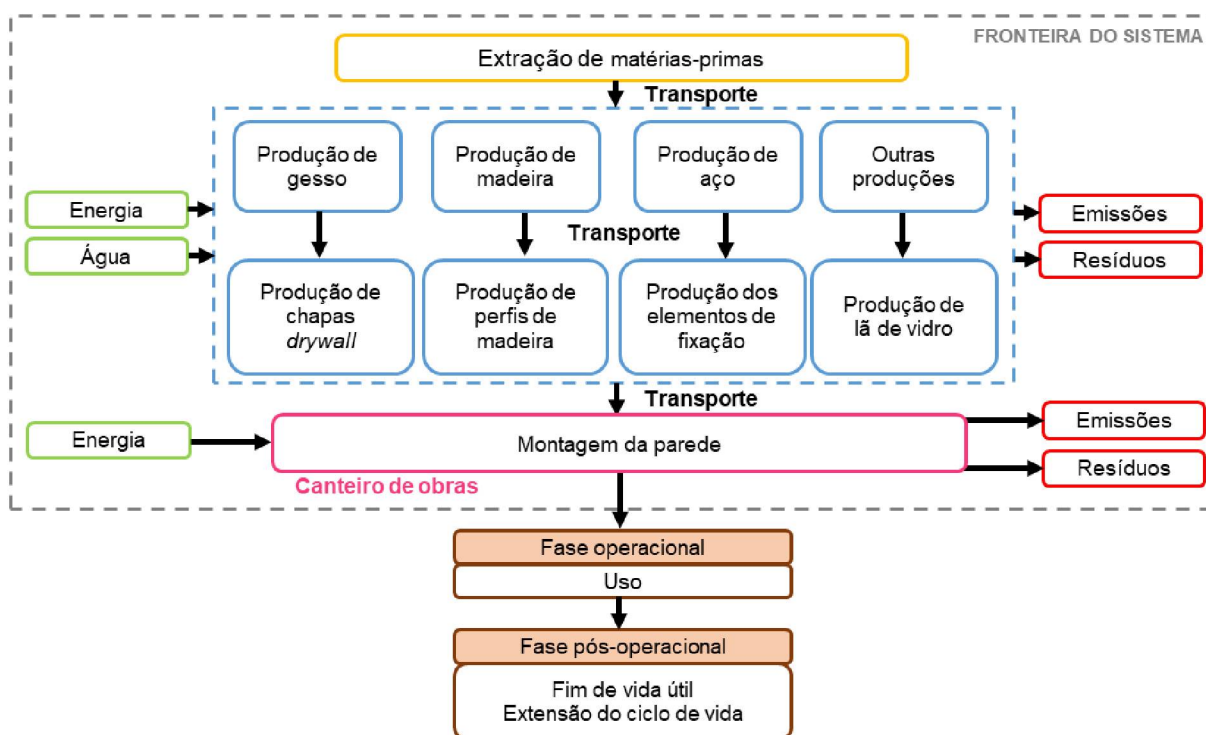 FRONTEIRA DO SISTEMA
Extração de matérias-primas
Transporte
Produção de
gesso
Produção de
madeira
Produção de
aço
Outras
produções
Energia
Água
Transporte
Emissões
Resíduos
Produção de
chapas
drywall
Produção de
perfis de
madeira
Produção dos
elementos de
fixação
Produção de
lã de vidro
Transporte
Energia
Montagem da parede
Emissões
Resíduos
Canteiro de obras
Fase operacional
Uso
Fase pós-operacional
Fim de vida útil
Extensão do ciclo de vida